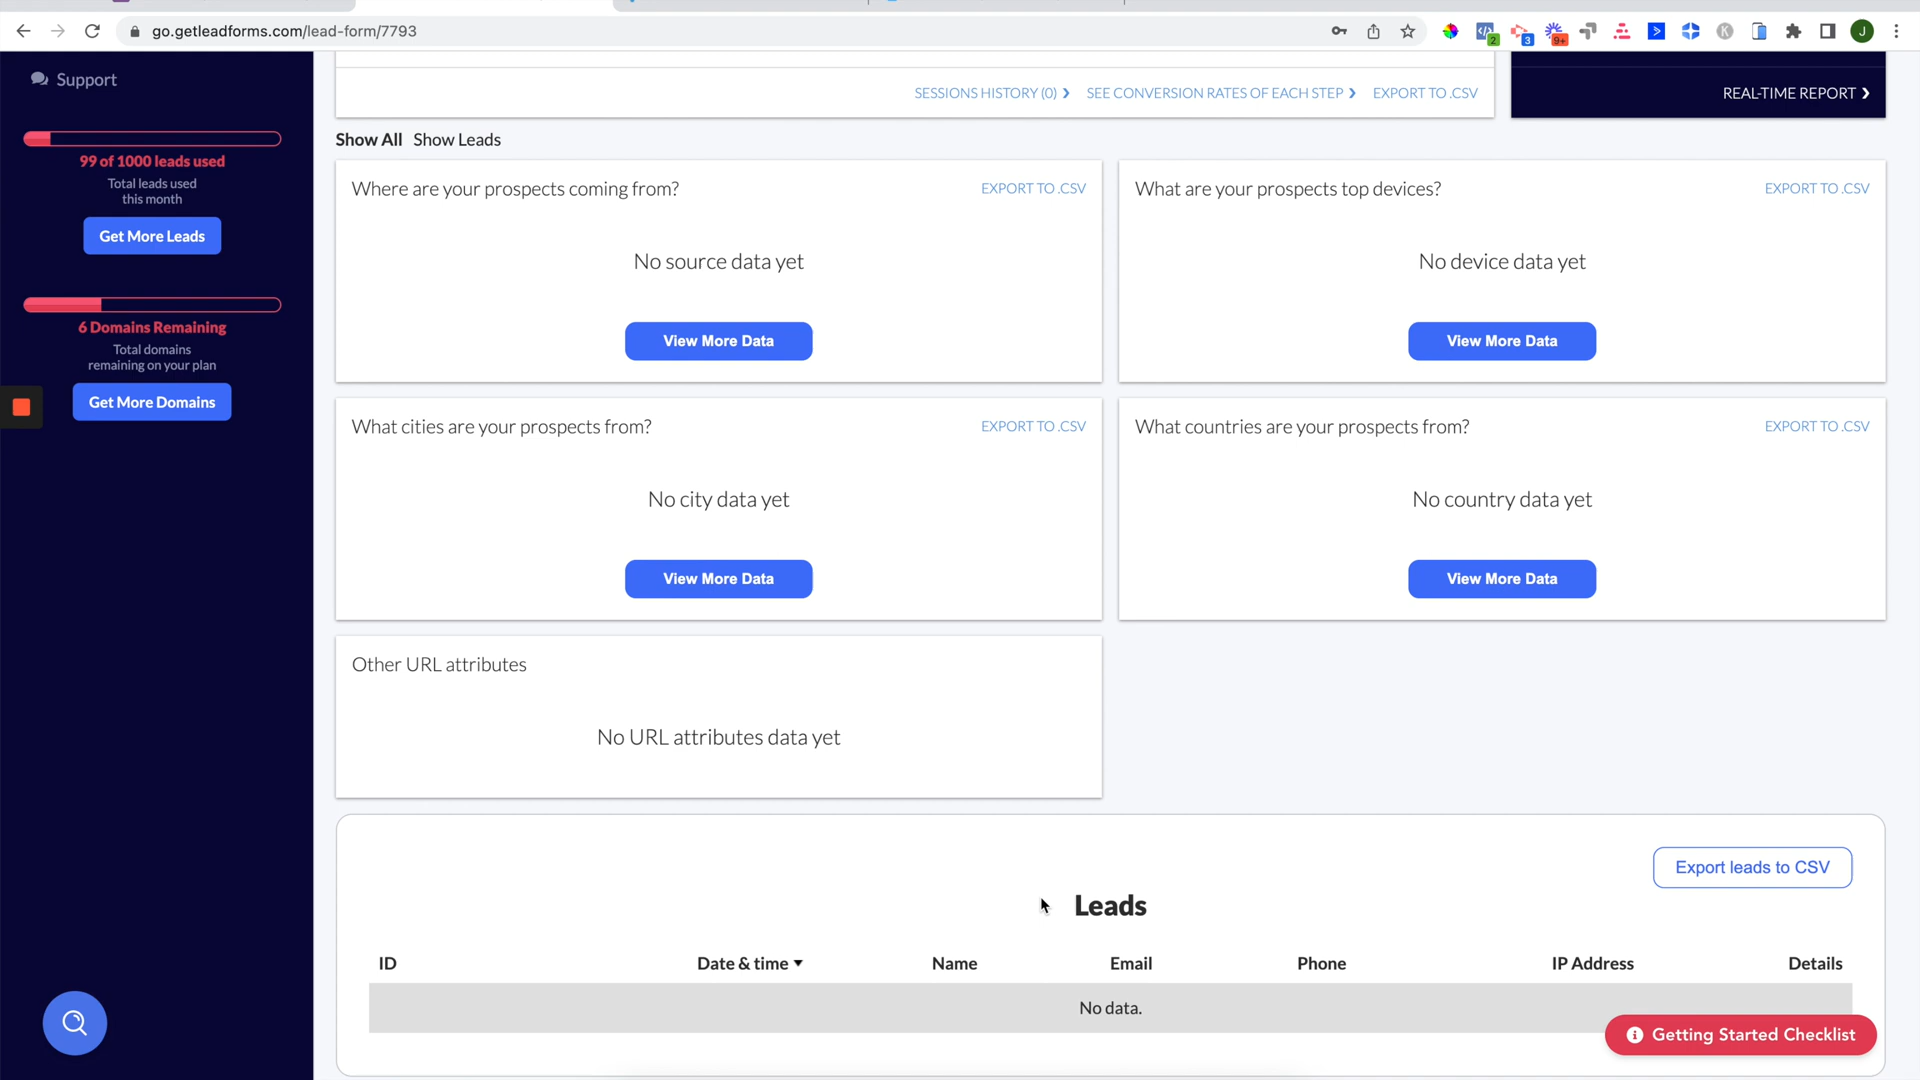 go.getleadforms.com/lead-form/7793
2
3
9+
J
Support
SESSIONS HISTORY (0) ❯ SEE CONVERSION RATES OF EACH STEP ❯ EXPORT TO .CSV
REAL-TIME REPORT ❯
99 of 1000 leads used
Total leads used
this month
Get More Leads
6 Domains Remaining
Total domains
remaining on your plan
Get More Domains
Show All Show Leads
Where are your prospects coming from? EXPORT TO .CSV
No source data yet
View More Data
What are your prospects top devices? EXPORT TO .CSV
No device data yet
View More Data
What cities are your prospects from? EXPORT TO .CSV
No city data yet
View More Data
What countries are your prospects from? EXPORT TO .CSV
No country data yet
View More Data
Other URL attributes
No URL attributes data yet
Export leads to CSV
Leads
ID Date & time Name Email Phone IP Address Details
No data.
Getting Started Checklist